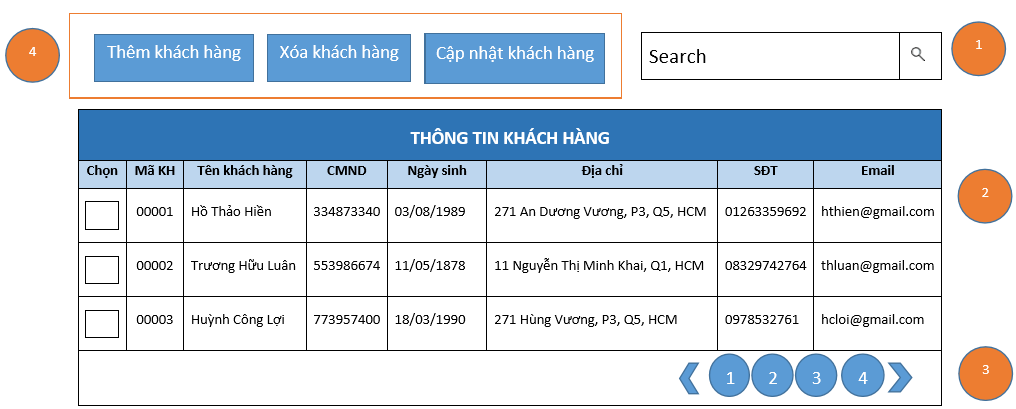 4 Thêm khách hàng Xóa khách hàng Cập nhật khách hàng Search 1
THÔNG TIN KHÁCH HÀNG
Chọn Mã KH Tên khách hàng CMND Ngày sinh Địa chỉ SĐT Email
00001 Hồ Thảo Hiền 334873340 03/08/1989 271 An Dương Vương, P3, Q5, HCM 01263359692 hthien@gmail.com 2
00002 Trương Hữu Luân 553986674 11/05/1878 11 Nguyễn Thị Minh Khai, Q1, HCM 08329742764 thluan@gmail.com
00003 Huỳnh Công Lợi 773957400 18/03/1990 271 Hùng Vương, P3, Q5, HCM 0978532761 hcloi@gmail.com
1 2 3 4 3